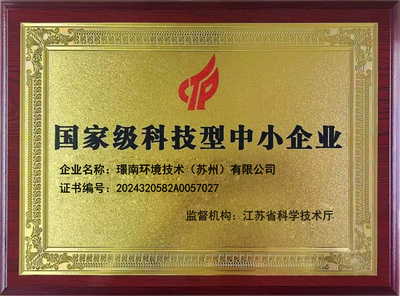 国家级科技型中小企业
企业名称：璟南环境技术（苏州）有限公司
证书编号：2024320582A0057027
监督机构：江苏省科学技术厅